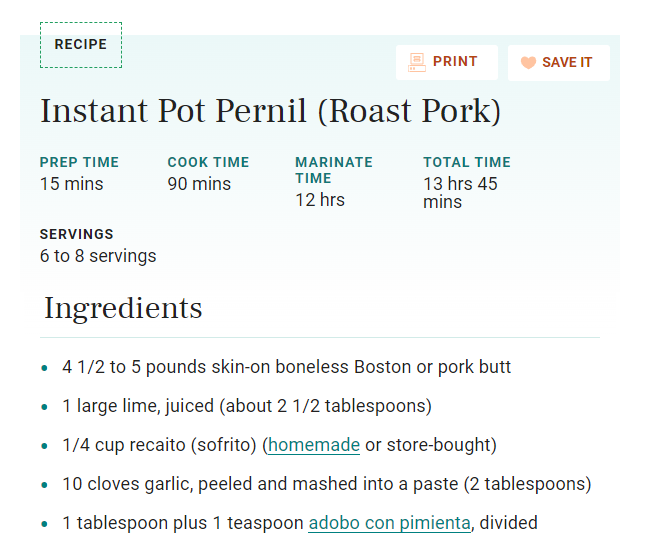 RECIPE
PRINT
SAVE IT
Instant Pot Pernil (Roast Pork)
PREP TIME
15 mins
COOK TIME
90 mins
MARINATE
TIME
12 hrs
TOTAL TIME
13 hrs 45
mins
SERVINGS
6 to 8 servings
Ingredients
4 1/2 to 5 pounds skin-on boneless Boston or pork butt
1 large lime, juiced (about 2 1/2 tablespoons)
1/4 cup recaito (sofrito) (homemade or store-bought)
10 cloves garlic, peeled and mashed into a paste (2 tablespoons)
1 tablespoon plus 1 teaspoon adobo con pimienta, divided